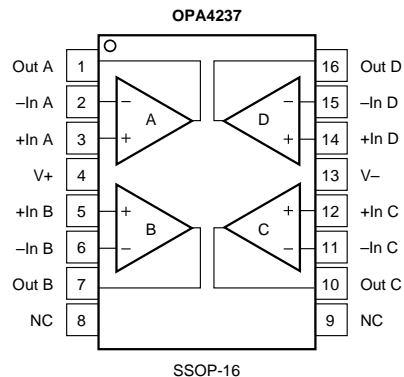 OPA4237
Out A 1 16 Out D
–In A 2 – – 15 –In D
+In A 3 + A D + 14 +In D
V+ 4 13 V–
+In B 5 + + 12 +In C
–In B 6 – B C – 11 –In C
Out B 7 10 Out C
NC 8 9 NC
SSOP-16